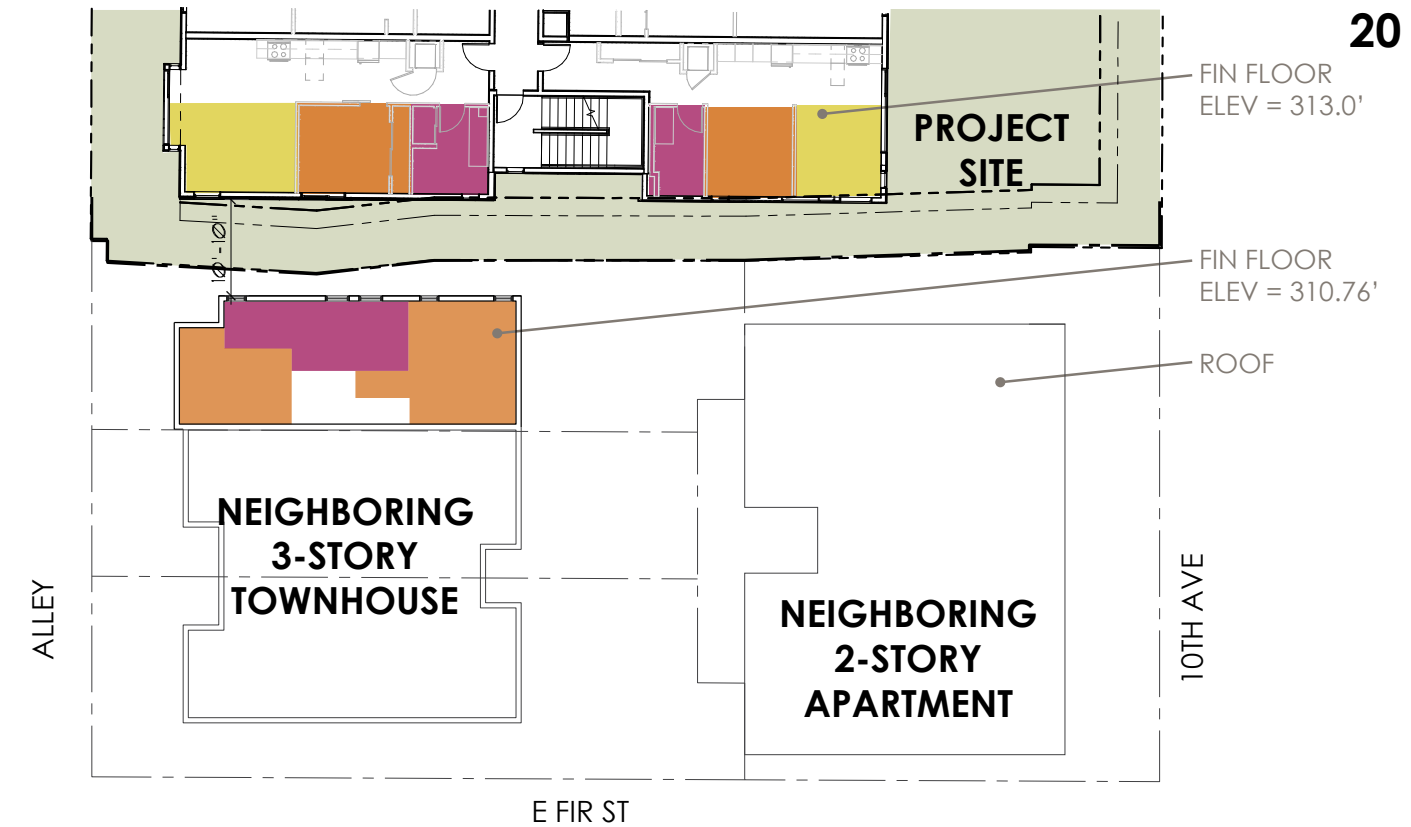 20
FIN FLOOR
ELEV = 313.0’
PROJECT
SITE
10'-10"
FIN FLOOR
ELEV = 310.76’
ROOF
NEIGHBORING
3-STORY
TOWNHOUSE
NEIGHBORING
2-STORY
APARTMENT
ALLEY
10TH AVE
E FIR ST